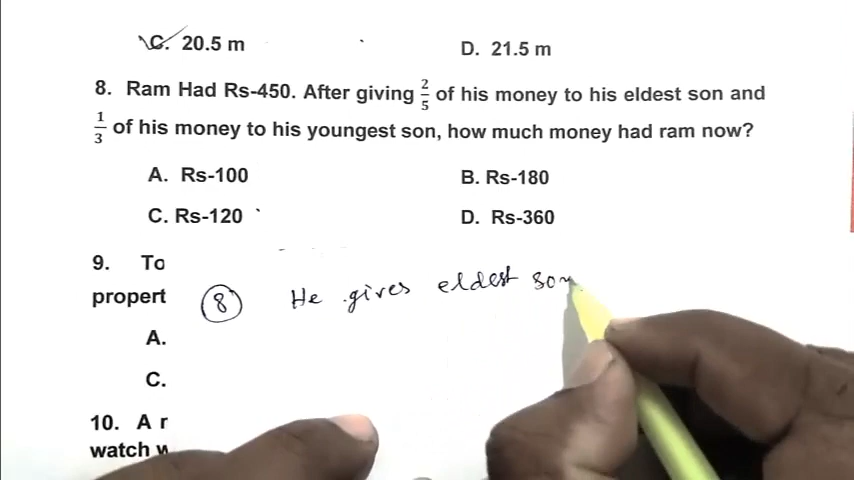 C. 20.5 m D. 21.5 m
8. Ram Had Rs-450. After giving 2/5 of his money to his eldest son and
1/3 of his money to his youngest son, how much money had ram now?
A. Rs-100 B. Rs-180
C. Rs-120 D. Rs-360
9. To
propert
8 He gives eldest son
A.
C.
10. A r
watch w